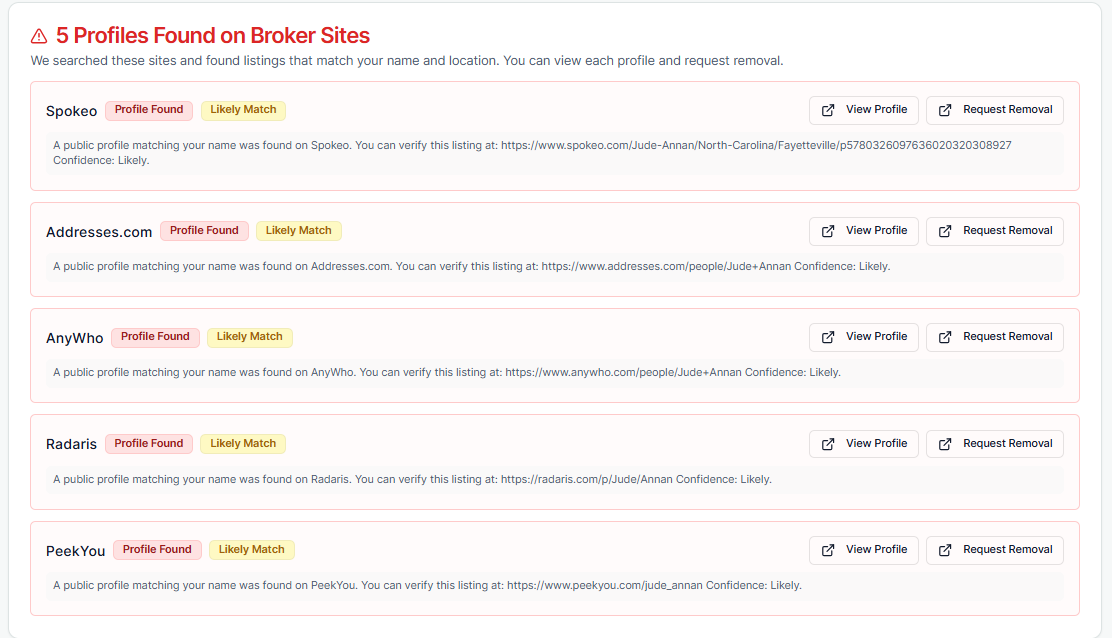 5 Profiles Found on Broker Sites
We searched these sites and found listings that match your name and location. You can view each profile and request removal.
Spokeo Profile Found Likely Match View Profile Request Removal
A public profile matching your name was found on Spokeo. You can verify this listing at: https://www.spokeo.com/Jude-Annan/North-Carolina/Fayetteville/p5780326097636020320308927
Confidence: Likely.
Addresses.com Profile Found Likely Match View Profile Request Removal
A public profile matching your name was found on Addresses.com. You can verify this listing at: https://www.addresses.com/people/Jude+Annan Confidence: Likely.
AnyWho Profile Found Likely Match View Profile Request Removal
A public profile matching your name was found on AnyWho. You can verify this listing at: https://www.anywho.com/people/Jude+Annan Confidence: Likely.
Radaris Profile Found Likely Match View Profile Request Removal
A public profile matching your name was found on Radaris. You can verify this listing at: https://radaris.com/p/Jude/Annan Confidence: Likely.
PeekYou Profile Found Likely Match View Profile Request Removal
A public profile matching your name was found on PeekYou. You can verify this listing at: https://www.peekyou.com/jude_annan Confidence: Likely.